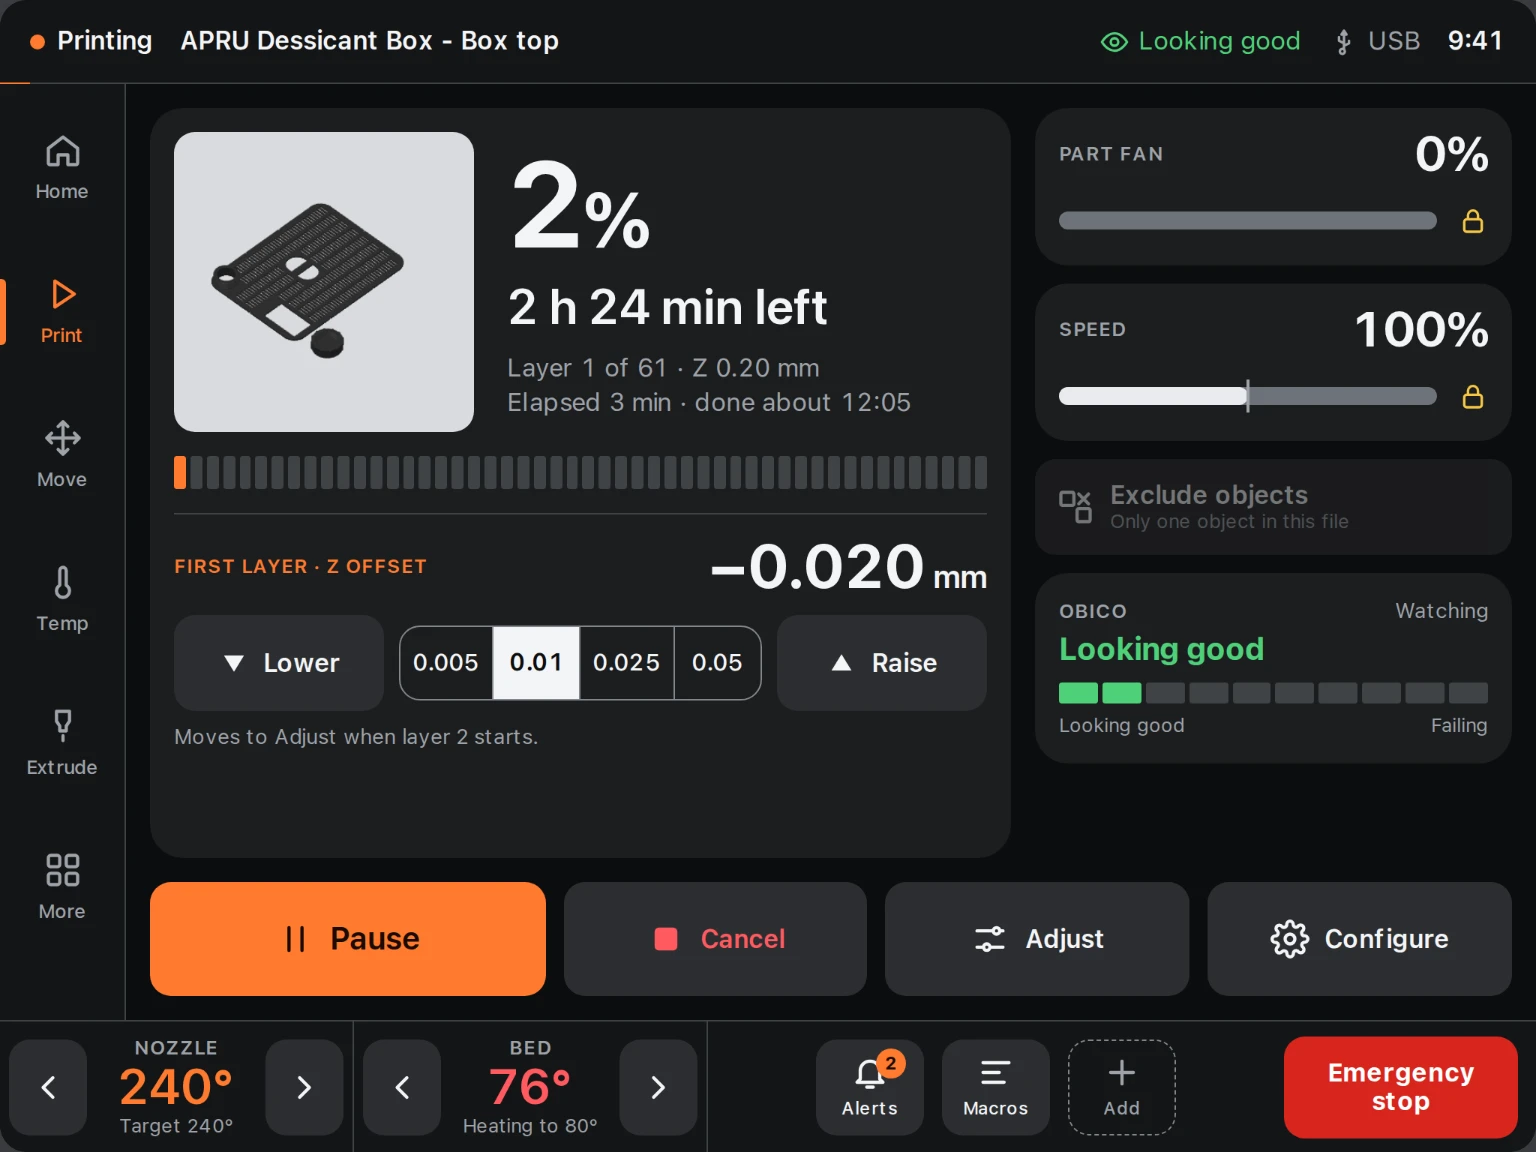 Printing APRU Dessicant Box - Box top
Looking good USB 9:41
Home
Print
Move
Temp
Extrude
More
2%
2 h 24 min left
Layer 1 of 61 · Z 0.20 mm
Elapsed 3 min · done about 12:05
FIRST LAYER · Z OFFSET
−0.020 mm
Lower
0.005 0.01 0.025 0.05
Raise
Moves to Adjust when layer 2 starts.
PART FAN 0%
SPEED 100%
Exclude objects
Only one object in this file
OBICO Watching
Looking good
Looking good Failing
Pause
Cancel
Adjust
Configure
NOZZLE
240°
Target 240°
BED
76°
Heating to 80°
2
Alerts
Macros
Add
Emergency
stop